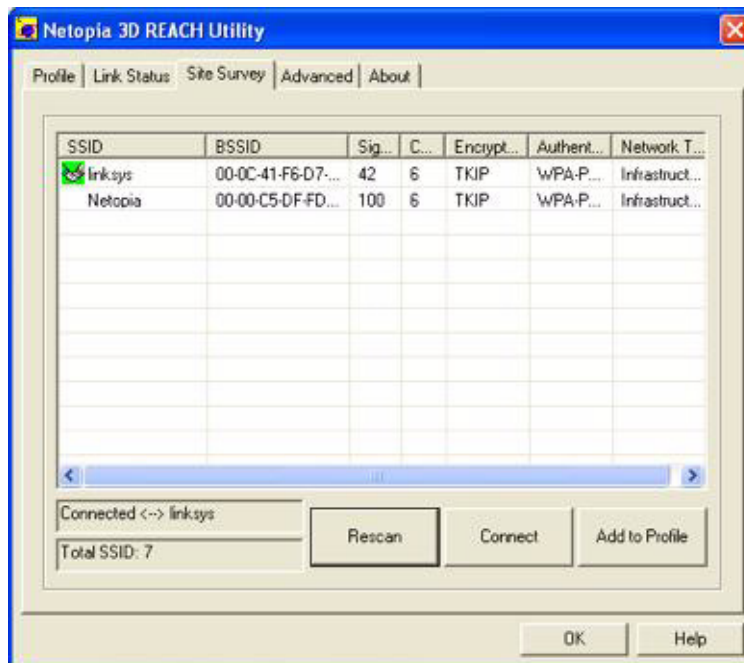 Netopia 3D REACH Utility
Profile Link Status Site Survey Advanced About
SSID BSSID Sig... C... Encrypt... Authent... Network T...
linksys 00-0C-41-F6-D7-... 42 6 TKIP WPA-P... Infrastruct...
Netopia 00-00-C5-DF-FD... 100 6 TKIP WPA-P... Infrastruct...
Connected <--> linksys
Total SSID: 7
Rescan Connect Add to Profile
OK Help